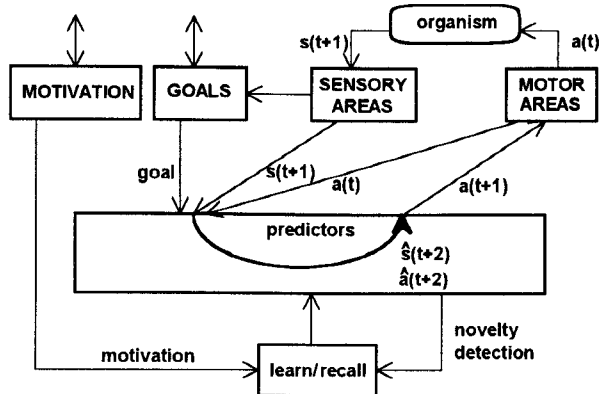 organism
s(t+1)
a(t)
MOTIVATION
GOALS
SENSORY
AREAS
MOTOR
AREAS
goal
s(t+1)
a(t)
a(t+1)
predictors
ŝ(t+2)
â(t+2)
motivation
learn/recall
novelty
detection